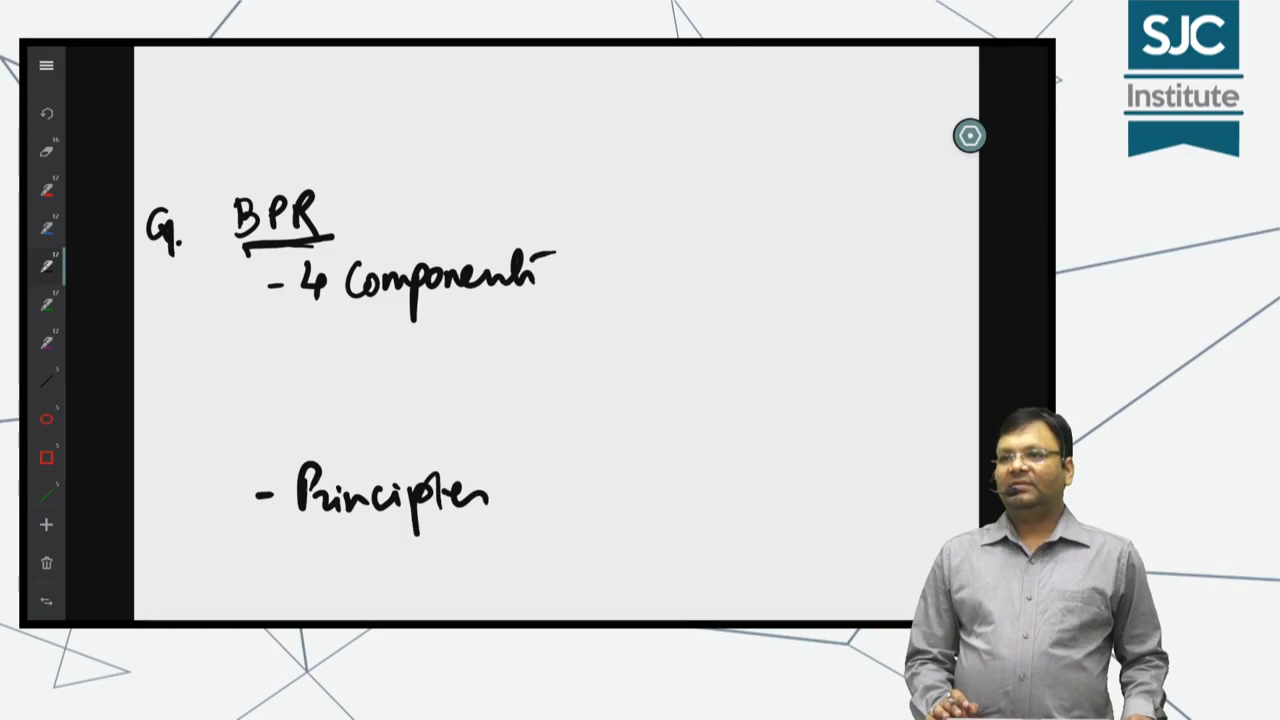 SJC
Institute
G. BPR
- 4 Components
- Principles